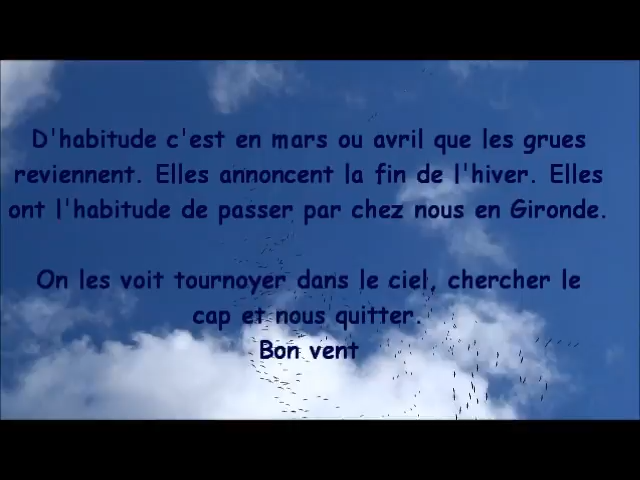 D'habitude c'est en mars ou avril que les grues
reviennent. Elles annoncent la fin de l'hiver. Elles
ont l'habitude de passer par chez nous en Gironde.
On les voit tournoyer dans le ciel, chercher le
cap et nous quitter.
Bon vent